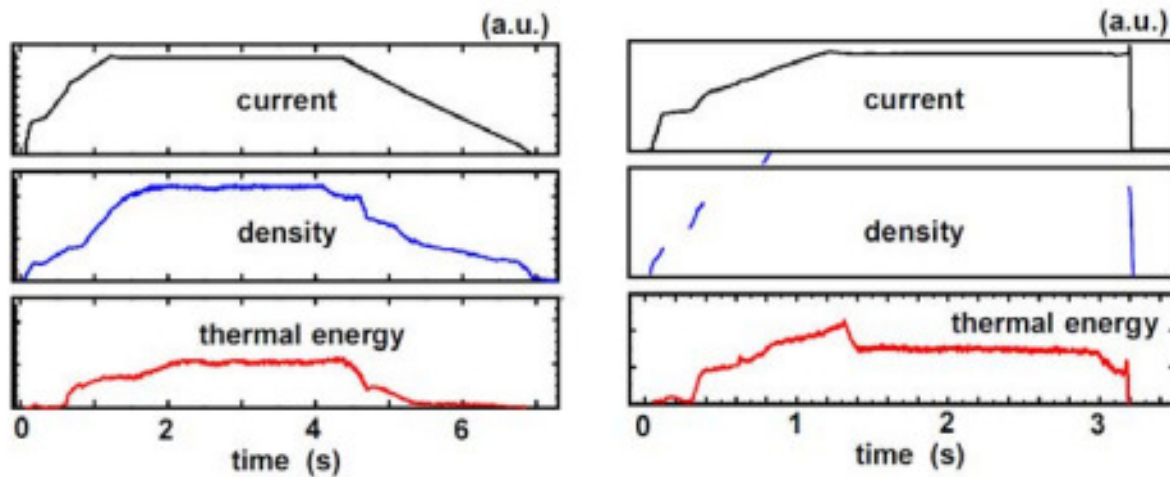 (a.u.)
current
density
thermal energy
0 2 4 6
time (s)
(a.u.)
current
density
thermal energy
0 1 2 3
time (s)